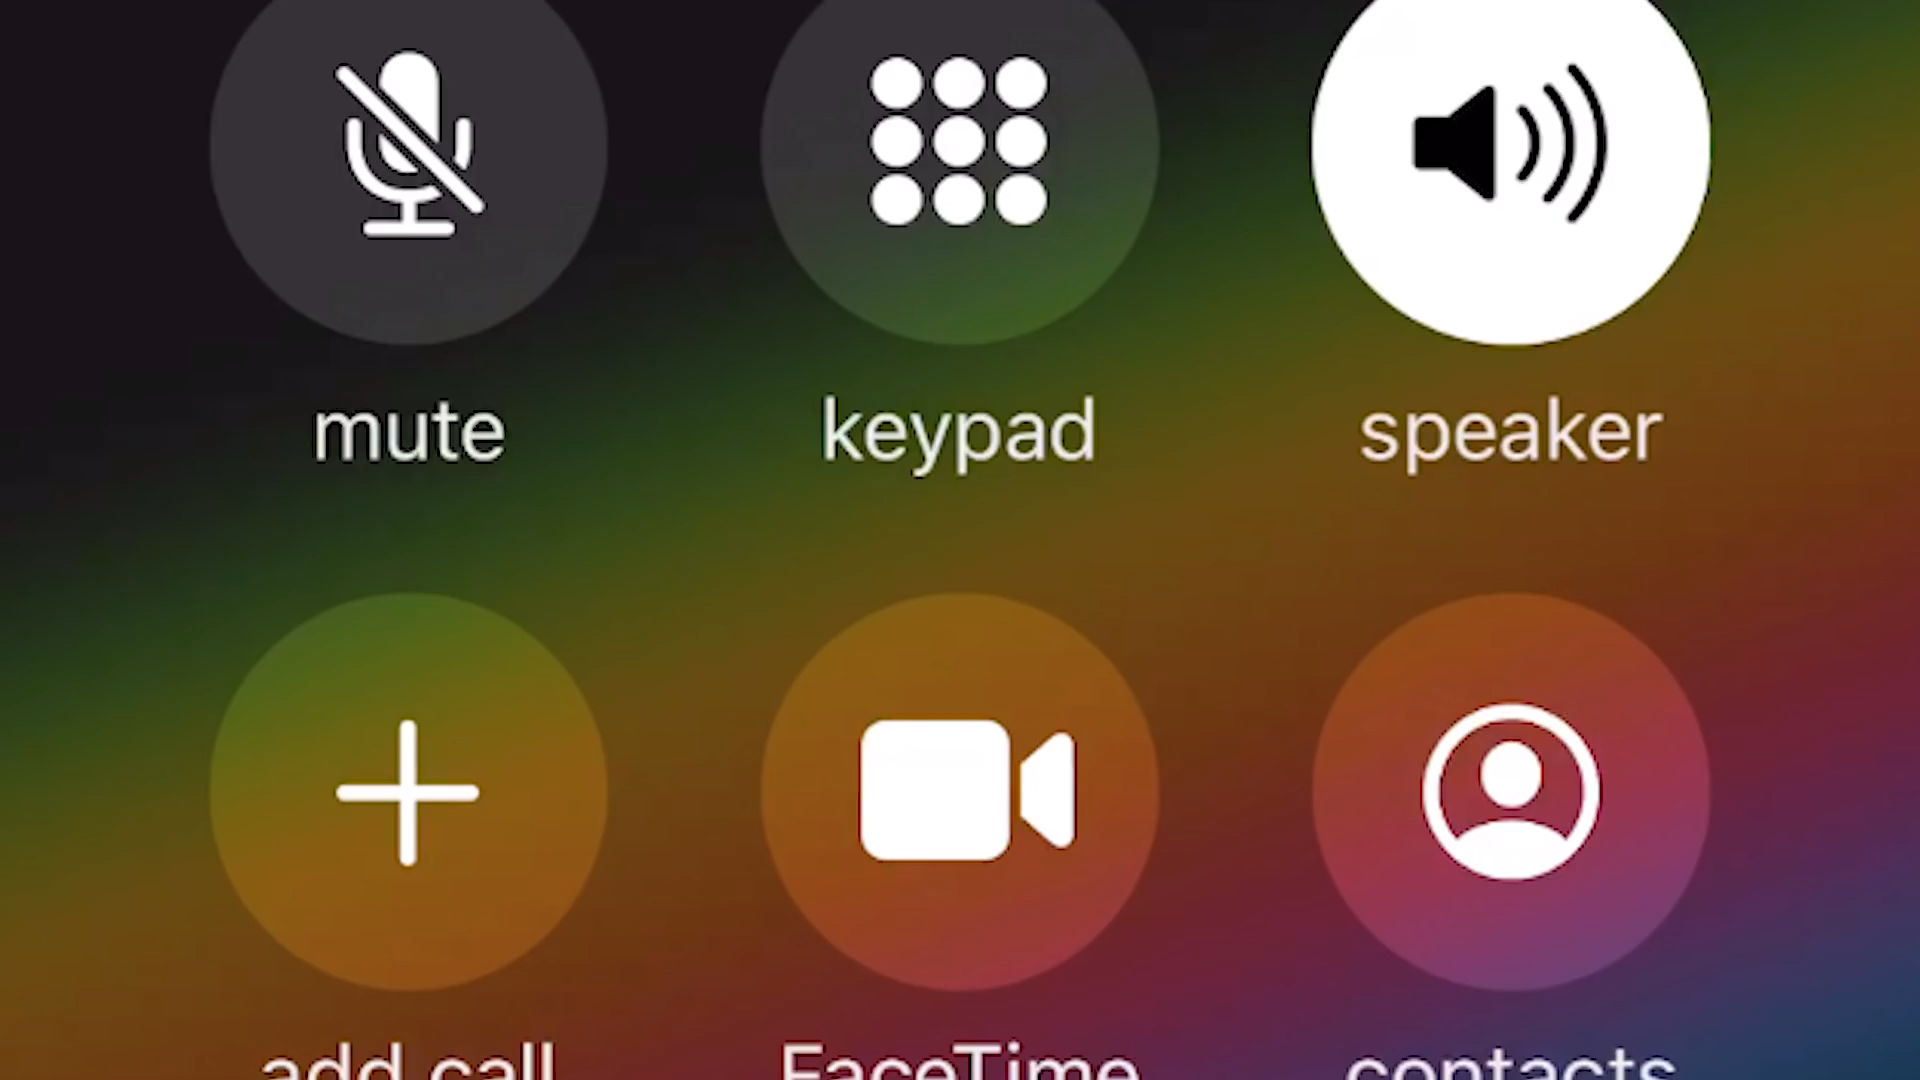 mute
keypad
speaker
add call
FaceTime
contacts